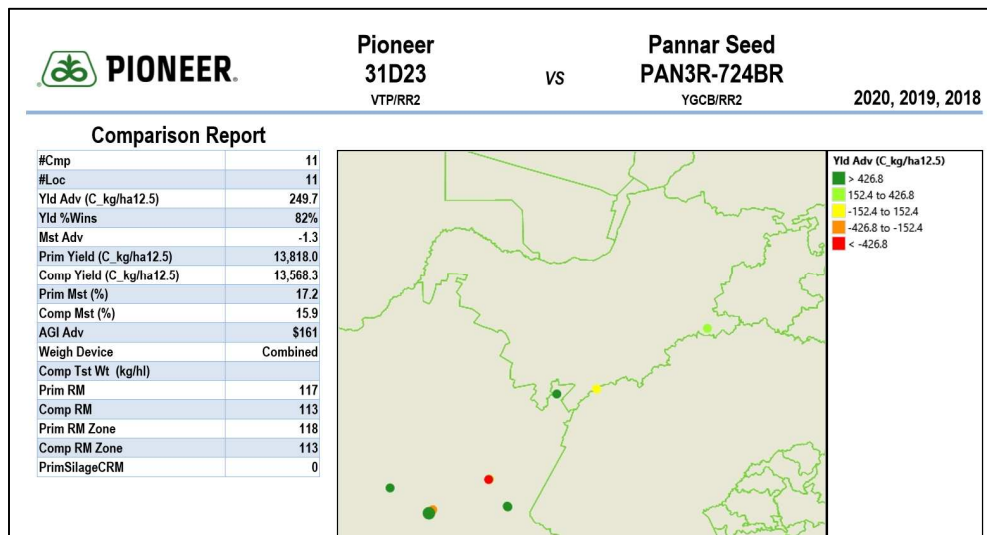 PIONEER.
Pioneer
31D23
VTP/RR2
VS
Pannar Seed
PAN3R-724BR
YGCB/RR2
2020, 2019, 2018
Comparison Report
#Cmp 11
#Loc 11
Yld Adv (C_kg/ha12.5) 249.7
Yld %Wins 82%
Mst Adv -1.3
Prim Yield (C_kg/ha12.5) 13,818.0
Comp Yield (C_kg/ha12.5) 13,568.3
Prim Mst (%) 17.2
Comp Mst (%) 15.9
AGI Adv $161
Weigh Device Combined
Comp Tst Wt (kg/hl)
Prim RM 117
Comp RM 113
Prim RM Zone 118
Comp RM Zone 113
PrimSilageCRM 0
Yld Adv (C_kg/ha12.5)
> 426.8
152.4 to 426.8
-152.4 to 152.4
-426.8 to -152.4
< -426.8